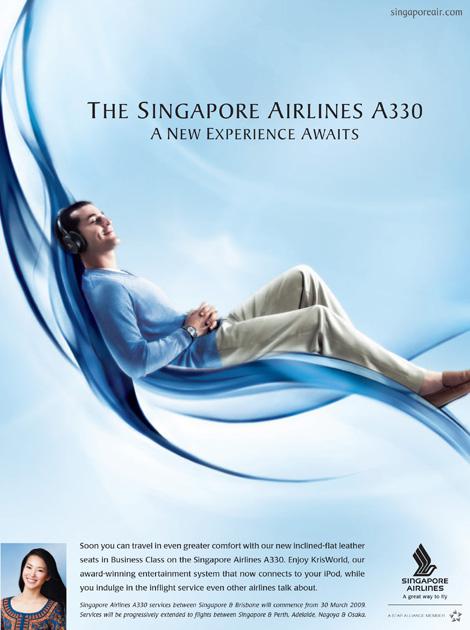 singaporeair.com
THE SINGAPORE AIRLINES A330
A NEW EXPERIENCE AWAITS
Soon you can travel in even greater comfort with our new inclined-flat leather
seats in Business Class on the Singapore Airlines A330. Enjoy KrisWorld, our
award-winning entertainment system that now connects to your iPod, while
you indulge in the inflight service even other airlines talk about.
Singapore Airlines A330 services between Singapore & Brisbane will commence from 30 March 2009.
Services will be progressively extended to flights between Singapore & Perth, Adelaide, Nagoya & Osaka.
SINGAPORE
AIRLINES
A great way to fly
A STAR ALLIANCE MEMBER